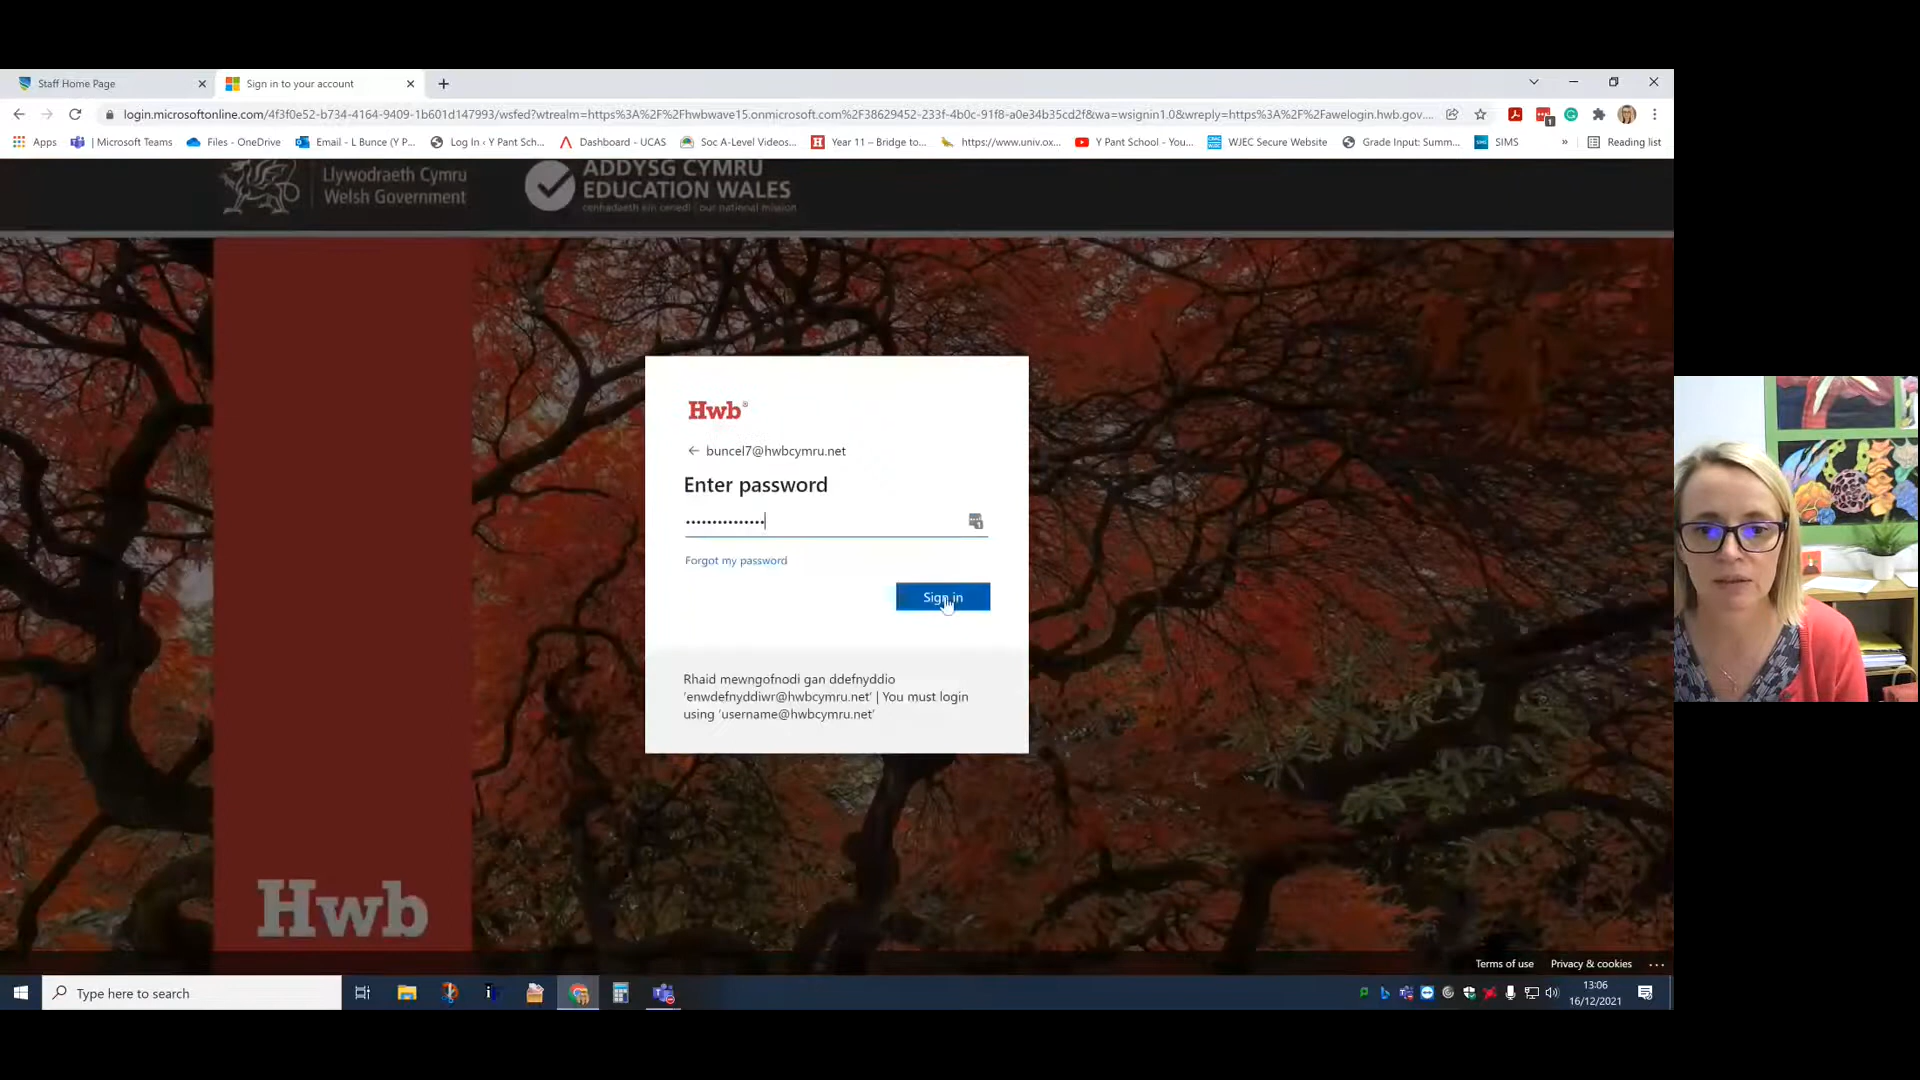 Staff Home Page
Sign in to your account
login.microsoftonline.com/4f3f0e52-b734-4164-9409-1b601d147993/wsfed?wtrealm=https%3A%2F%2Fhwbwave15.onmicrosoft.com%2F38629452-233f-4b0c-91f8-a0e34b35cd2f&wa=wsignin1.0&wreply=https%3A%2F%2Fawelogin.hwb.gov....
Apps | Microsoft Teams Files - OneDrive Email - L Bunce (Y P... Log In ‹ Y Pant Sch... Dashboard - UCAS Soc A-Level Videos... Year 11 – Bridge to... https://www.univ.ox... Y Pant School - You... WJEC Secure Website Grade Input: Summ... SIMS » Reading list
Llywodraeth Cymru
Welsh Government
ADDYSG CYMRU
EDUCATION WALES
cenhadaeth ein cenedl | our national mission
Hwb
buncel7@hwbcymru.net
Enter password
Forgot my password
Sign in
Rhaid mewngofnodi gan ddefnyddio
'enwdefnyddiwr@hwbcymru.net' | You must login
using 'username@hwbcymru.net'
Hwb
Terms of use Privacy & cookies ...
Type here to search
13:06
16/12/2021